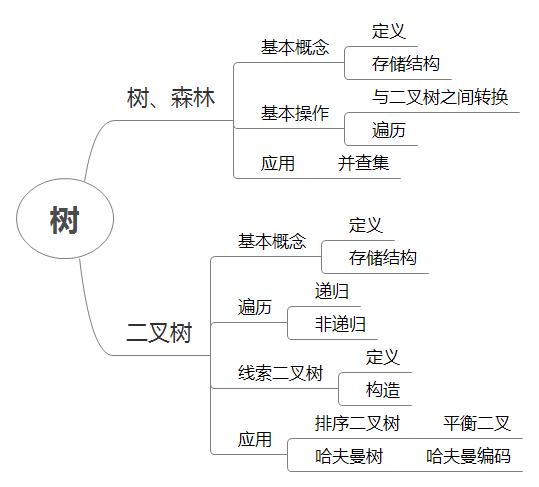 树
树、森林
基本概念
定义
存储结构
基本操作
与二叉树之间转换
遍历
应用
并查集
二叉树
基本概念
定义
存储结构
遍历
递归
非递归
线索二叉树
定义
构造
应用
排序二叉树
平衡二叉
哈夫曼树
哈夫曼编码